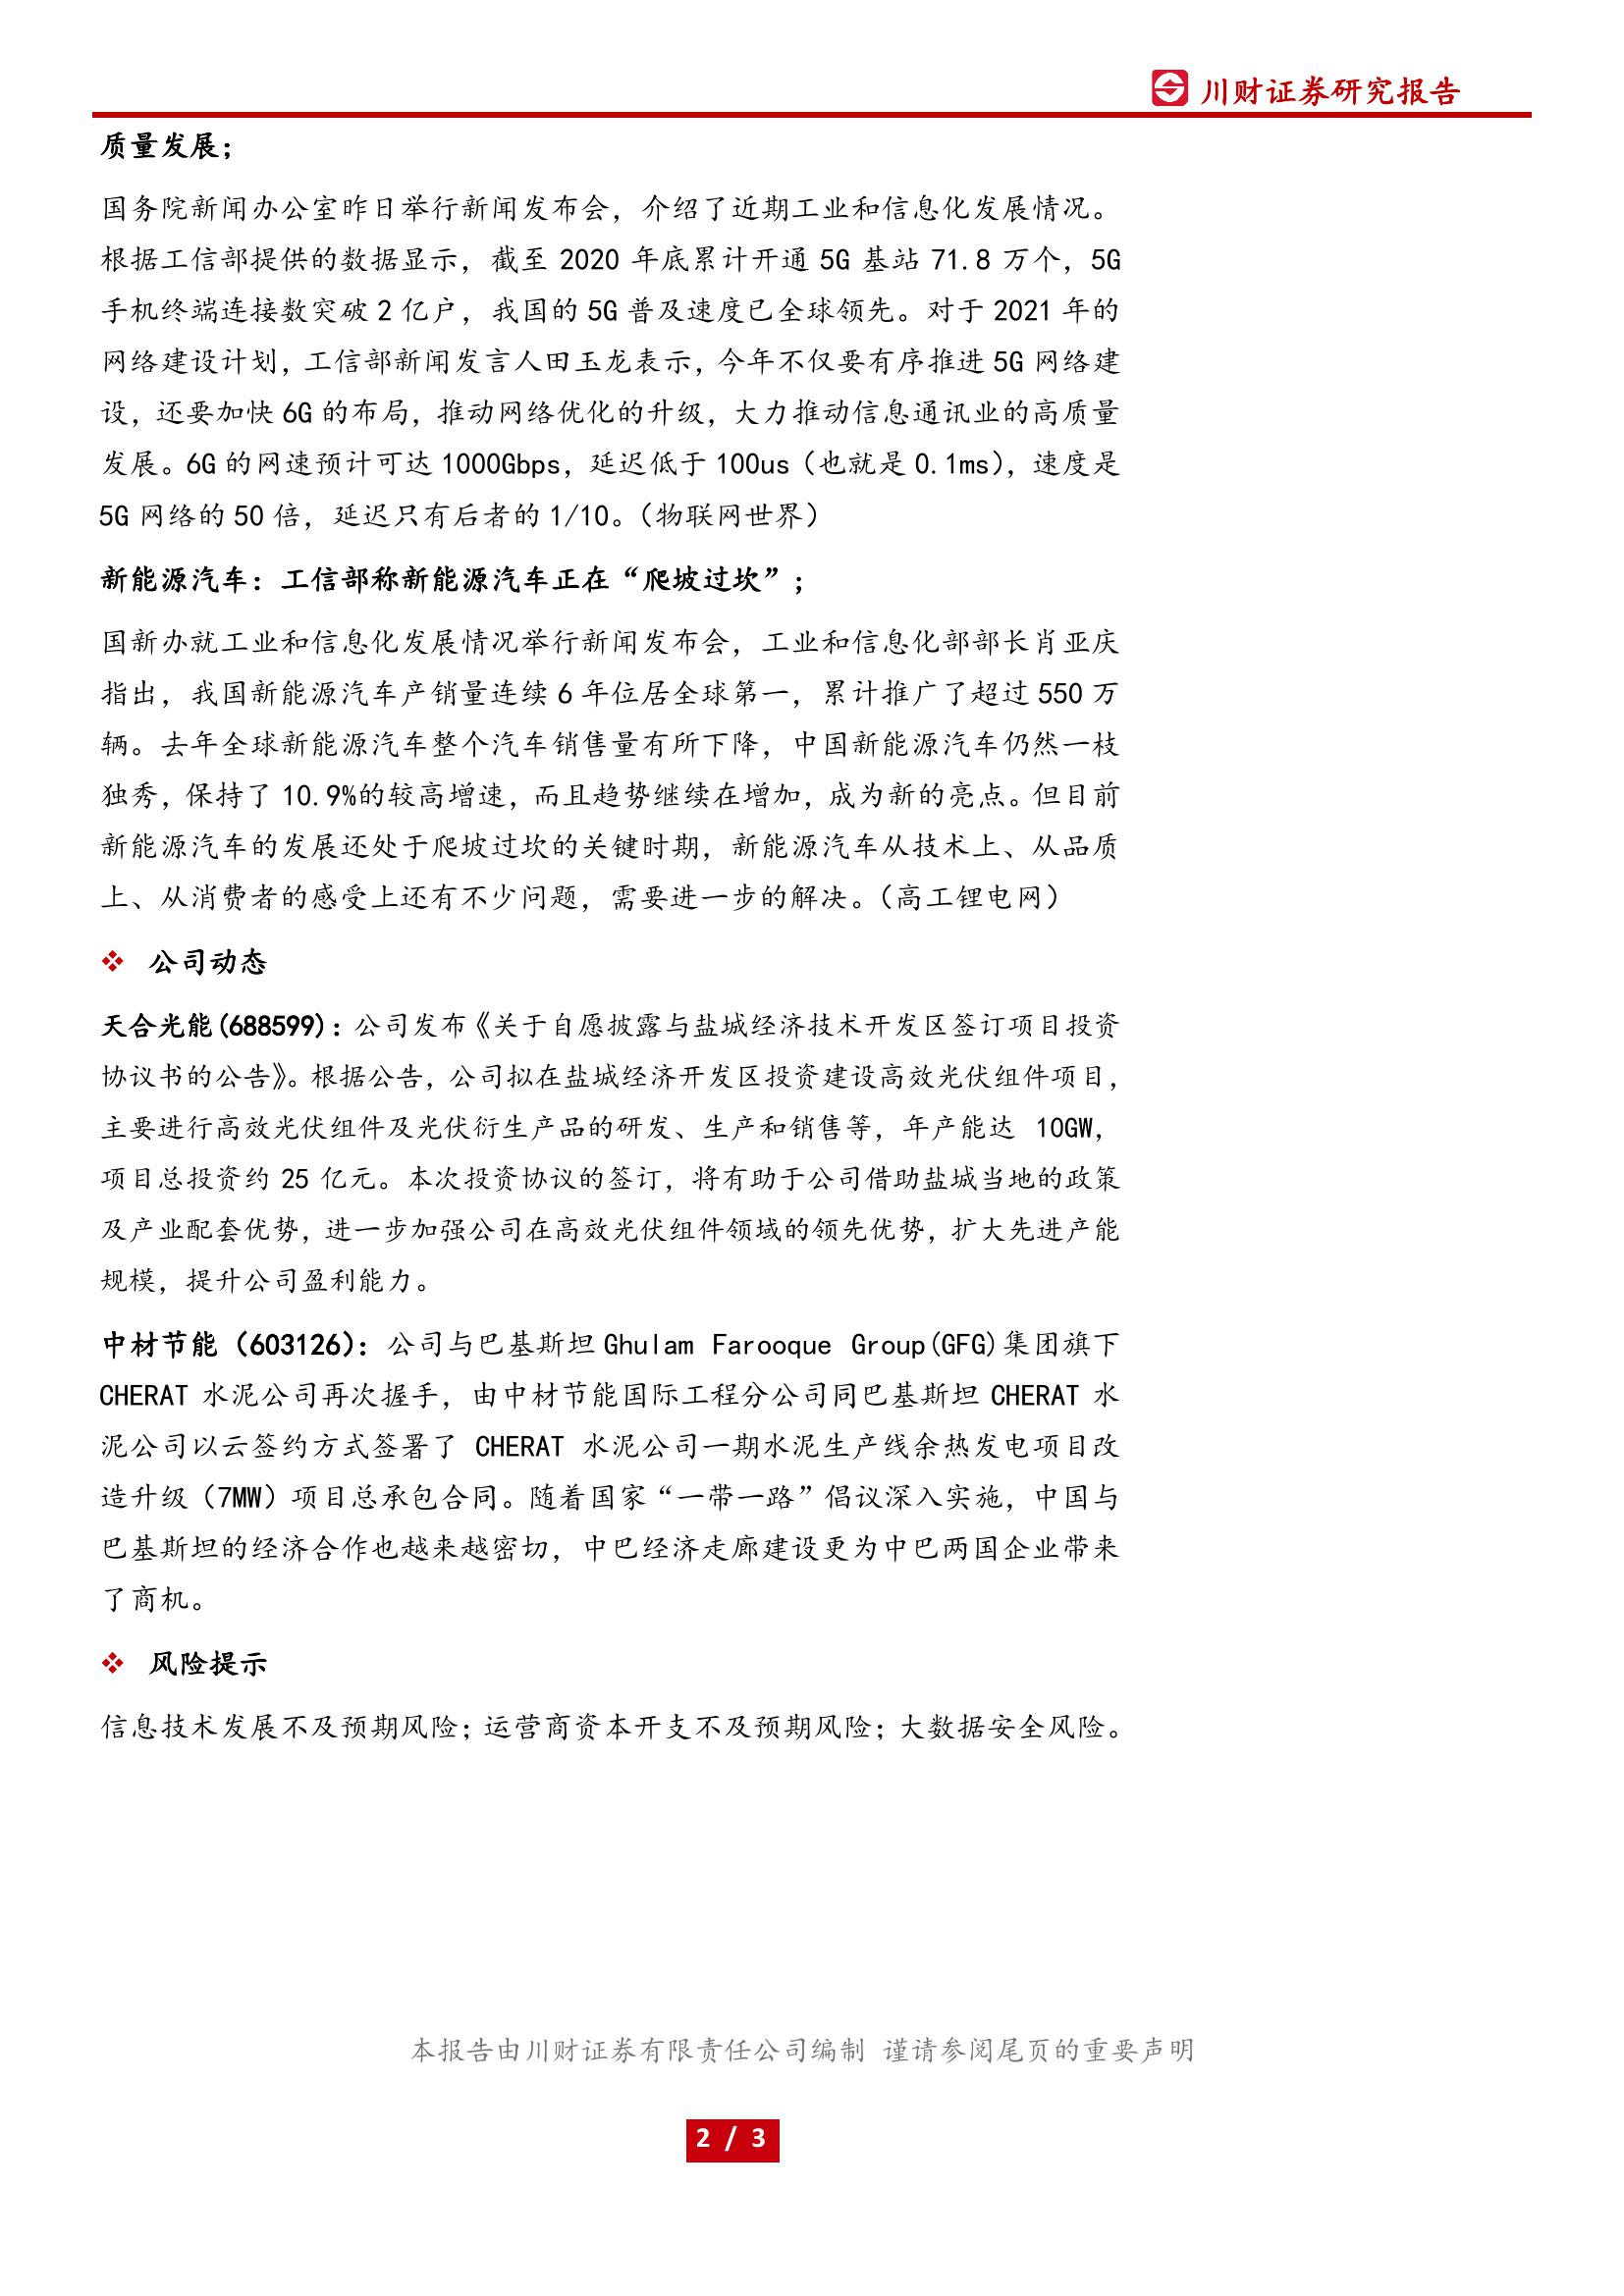 川财证券研究报告
质量发展；
国务院新闻办公室昨日举行新闻发布会，介绍了近期工业和信息化发展情况。
根据工信部提供的数据显示，截至 2020 年底累计开通 5G 基站 71.8 万个，5G
手机终端连接数突破 2 亿户，我国的 5G 普及速度已全球领先。对于 2021 年的
网络建设计划，工信部新闻发言人田玉龙表示，今年不仅要有序推进 5G 网络建
设，还要加快 6G 的布局，推动网络优化的升级，大力推动信息通讯业的高质量
发展。6G 的网速预计可达 1000Gbps，延迟低于 100us（也就是 0.1ms），速度是
5G 网络的 50 倍，延迟只有后者的 1/10。（物联网世界）
新能源汽车：工信部称新能源汽车正在“爬坡过坎”；
国新办就工业和信息化发展情况举行新闻发布会，工业和信息化部部长肖亚庆
指出，我国新能源汽车产销量连续 6 年位居全球第一，累计推广了超过 550 万
辆。去年全球新能源汽车整个汽车销售量有所下降，中国新能源汽车仍然一枝
独秀，保持了 10.9%的较高增速，而且趋势继续在增加，成为新的亮点。但目前
新能源汽车的发展还处于爬坡过坎的关键时期，新能源汽车从技术上、从品质
上、从消费者的感受上还有不少问题，需要进一步的解决。（高工锂电网）
❖ 公司动态
天合光能(688599)：公司发布《关于自愿披露与盐城经济技术开发区签订项目投资
协议书的公告》。根据公告，公司拟在盐城经济开发区投资建设高效光伏组件项目，
主要进行高效光伏组件及光伏衍生产品的研发、生产和销售等，年产能达 10GW，
项目总投资约 25 亿元。本次投资协议的签订，将有助于公司借助盐城当地的政策
及产业配套优势，进一步加强公司在高效光伏组件领域的领先优势，扩大先进产能
规模，提升公司盈利能力。
中材节能（603126）：公司与巴基斯坦 Ghulam Farooque Group(GFG)集团旗下
CHERAT 水泥公司再次握手，由中材节能国际工程分公司同巴基斯坦 CHERAT 水
泥公司以云签约方式签署了 CHERAT 水泥公司一期水泥生产线余热发电项目改
造升级（7MW）项目总承包合同。随着国家“一带一路”倡议深入实施，中国与
巴基斯坦的经济合作也越来越密切，中巴经济走廊建设更为中巴两国企业带来
了商机。
❖ 风险提示
信息技术发展不及预期风险；运营商资本开支不及预期风险；大数据安全风险。
本报告由川财证券有限责任公司编制 谨请参阅尾页的重要声明
2 / 3